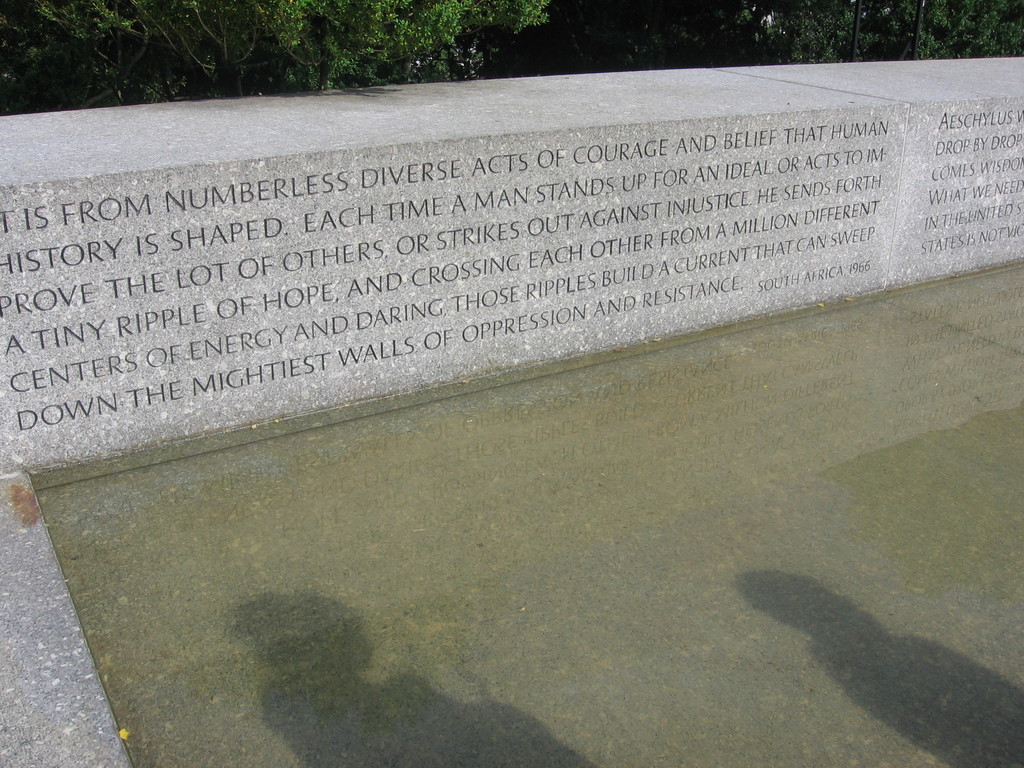 T IS FROM NUMBERLESS DIVERSE ACTS OF COURAGE AND BELIEF THAT HUMAN
HISTORY IS SHAPED. EACH TIME A MAN STANDS UP FOR AN IDEAL, OR ACTS TO IM-
PROVE THE LOT OF OTHERS, OR STRIKES OUT AGAINST INJUSTICE, HE SENDS FORTH
A TINY RIPPLE OF HOPE, AND CROSSING EACH OTHER FROM A MILLION DIFFERENT
CENTERS OF ENERGY AND DARING, THOSE RIPPLES BUILD A CURRENT THAT CAN SWEEP
DOWN THE MIGHTIEST WALLS OF OPPRESSION AND RESISTANCE. SOUTH AFRICA, 1966
AESCHYLUS W
DROP BY DROP
COMES WISDOM
WHAT WE NEED
IN THE UNITED S
STATES IS NOT VIO